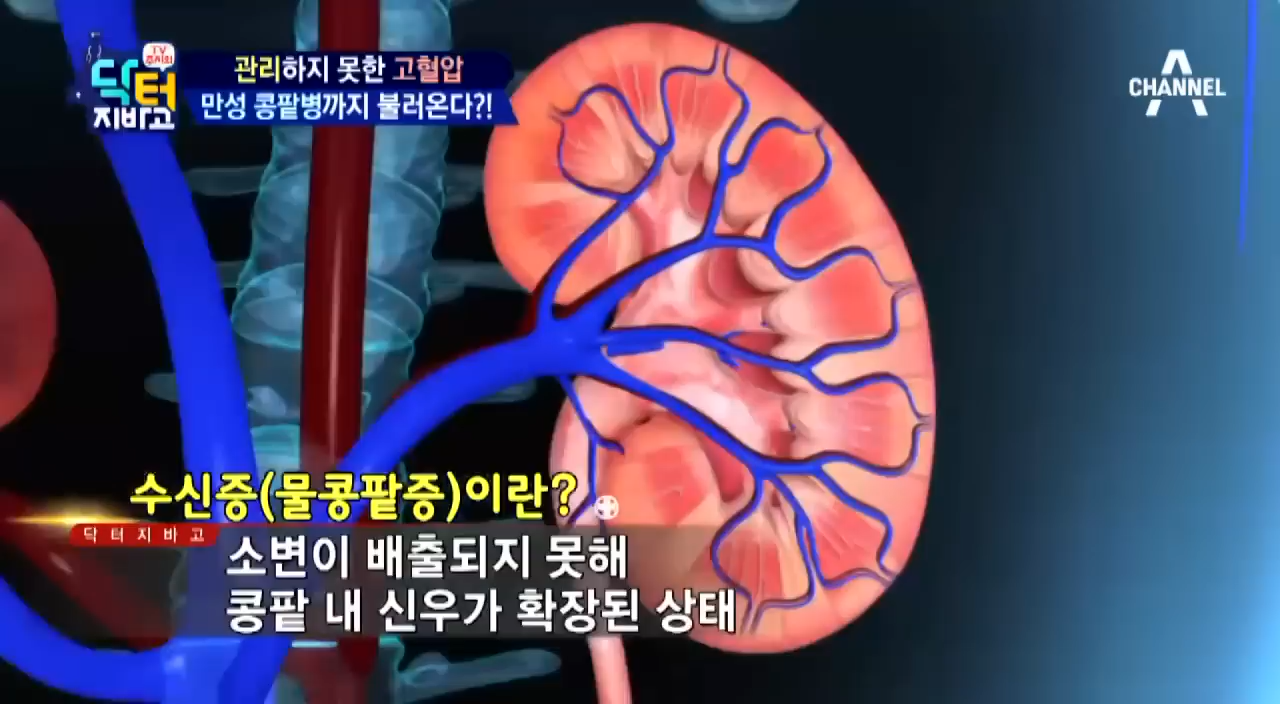 TV
주치의
닥터
지바고
관리하지 못한 고혈압
만성 콩팥병까지 불러온다?!
CHANNEL A
수신증(물콩팥증)이란?
닥터지바고
소변이 배출되지 못해
콩팥 내 신우가 확장된 상태